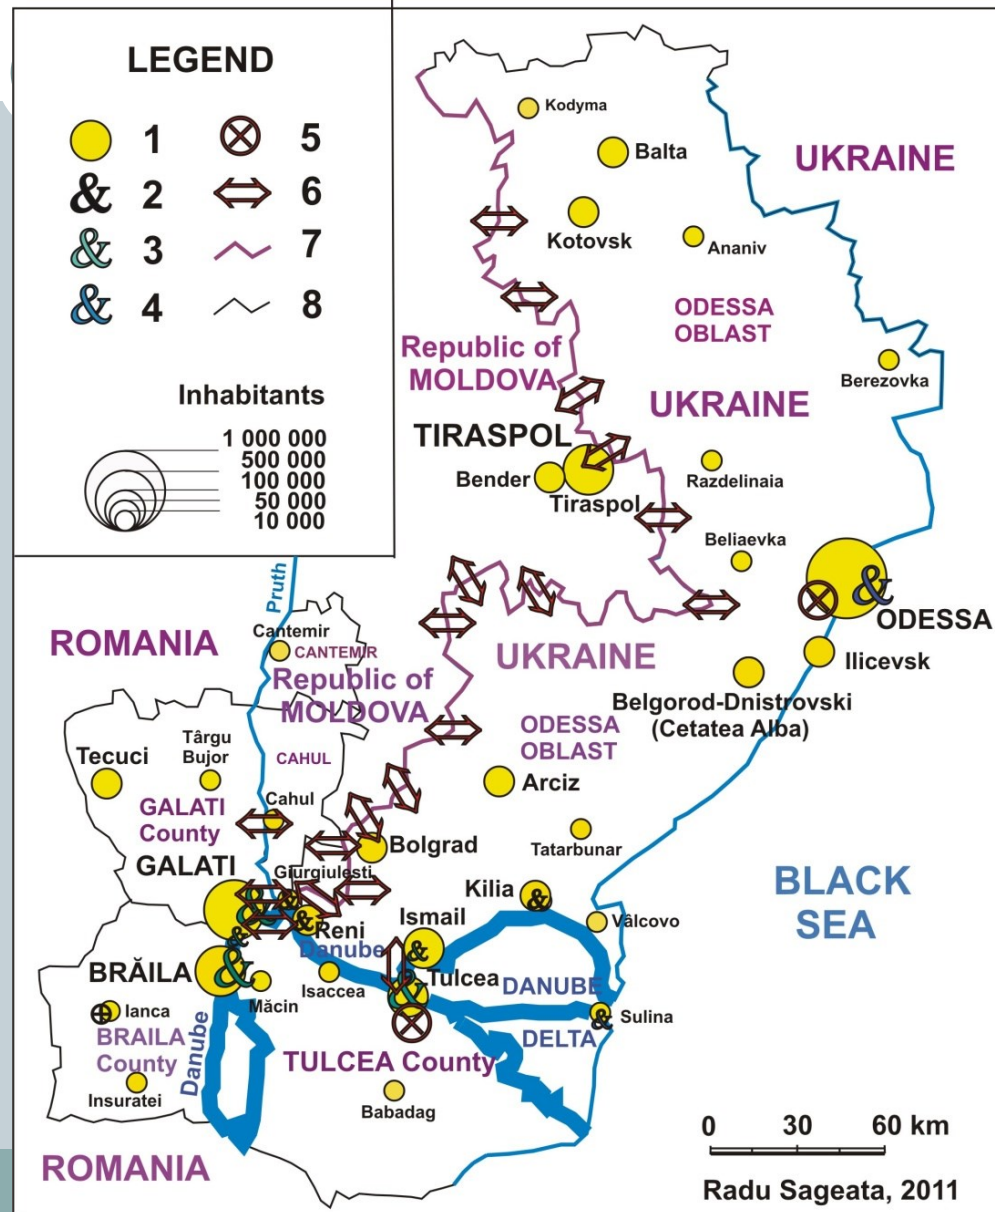 LEGEND
1 5
& 2 6
& 3 7
& 4 8
Inhabitants
1 000 000
500 000
100 000
50 000
10 000
Kodyma
Balta
UKRAINE
Kotovsk
Ananiv
ODESSA
OBLAST
Republic of
MOLDOVA
Berezovka
UKRAINE
TIRASPOL
Bender
Tiraspol
Razdelinaia
Beliaevka
Pruth
&
ODESSA
Cantemir
CANTEMIR
ROMANIA
UKRAINE
Ilicevsk
Republic of
MOLDOVA
Belgorod-Dnistrovski
(Cetatea Alba)
ODESSA
OBLAST
Târgu
Bujor
Tecuci
CAHUL
Arciz
GALATI
County
Cahul
Tatarbunar
Bolgrad
GALATI
Giurgiulesti
BLACK
SEA
Kilia
&
Vâlcovo
Ismail
&
&
&
&
Reni
&
Danube
BRĂILA
&
Tulcea
&
Isaccea
Măcin
DANUBE
DELTA
Sulina
&
Ianca
BRAILA
County
Danube
Insuratei
TULCEA County
Babadag
ROMANIA
0 30 60 km
Radu Sageata, 2011